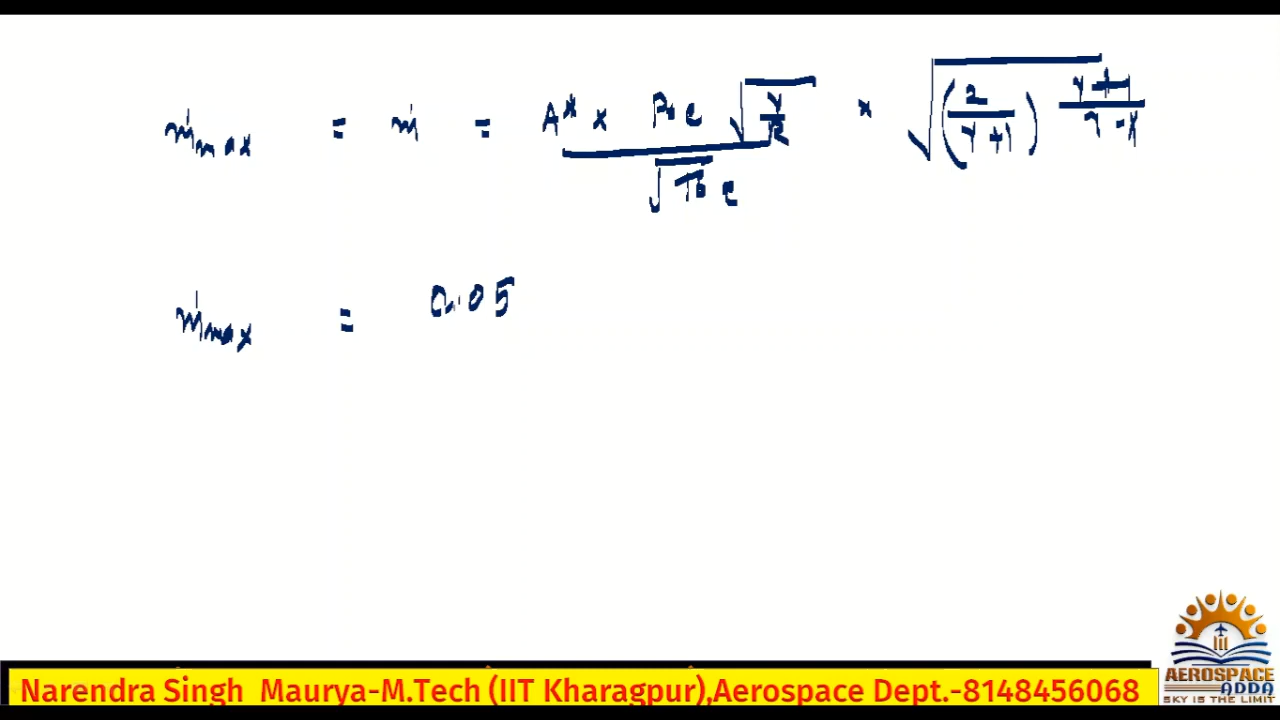 ṁmax = ṁ = A* × P₀e √(γ/R) / √T₀e × √((2/(γ+1))^((γ+1)/(γ-1)))
ṁmax = 0.05
Narendra Singh Maurya-M.Tech (IIT Kharagpur),Aerospace Dept.-8148456068
AEROSPACE
ADDA
SKY IS THE LIMIT